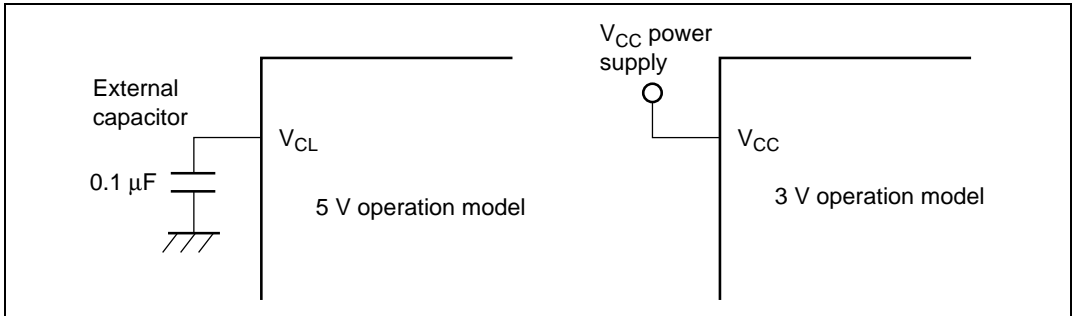 External
capacitor
0.1 μF
V_CL
5 V operation model
V_CC power
supply
V_CC
3 V operation model